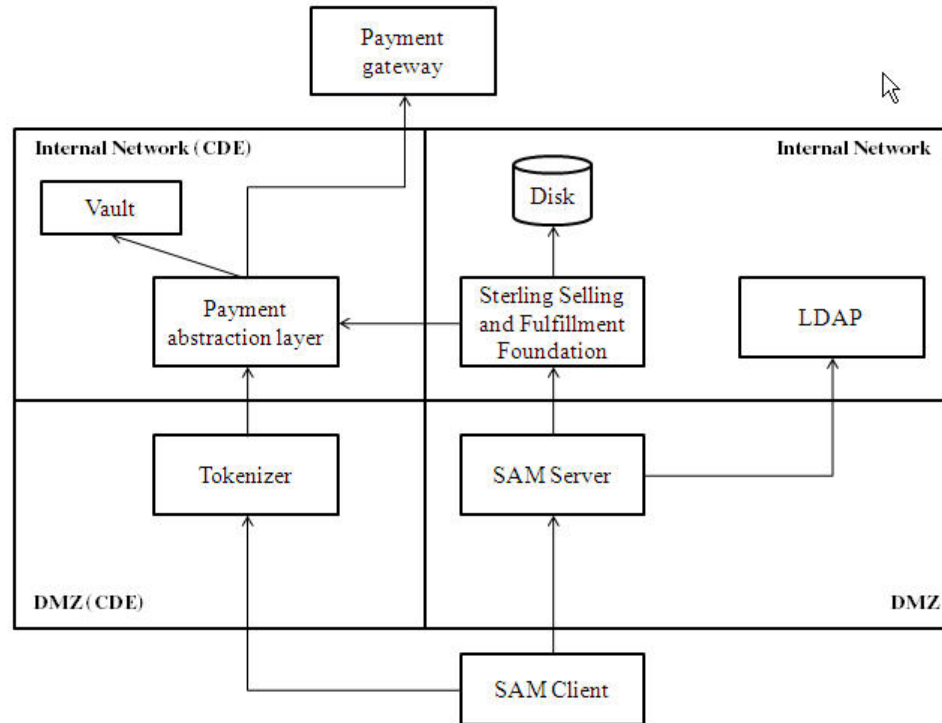 Payment
gateway
Internal Network (CDE)
Internal Network
Vault
Disk
Payment
abstraction layer
Sterling Selling
and Fulfillment
Foundation
LDAP
Tokenizer
SAM Server
DMZ (CDE)
DMZ
SAM Client